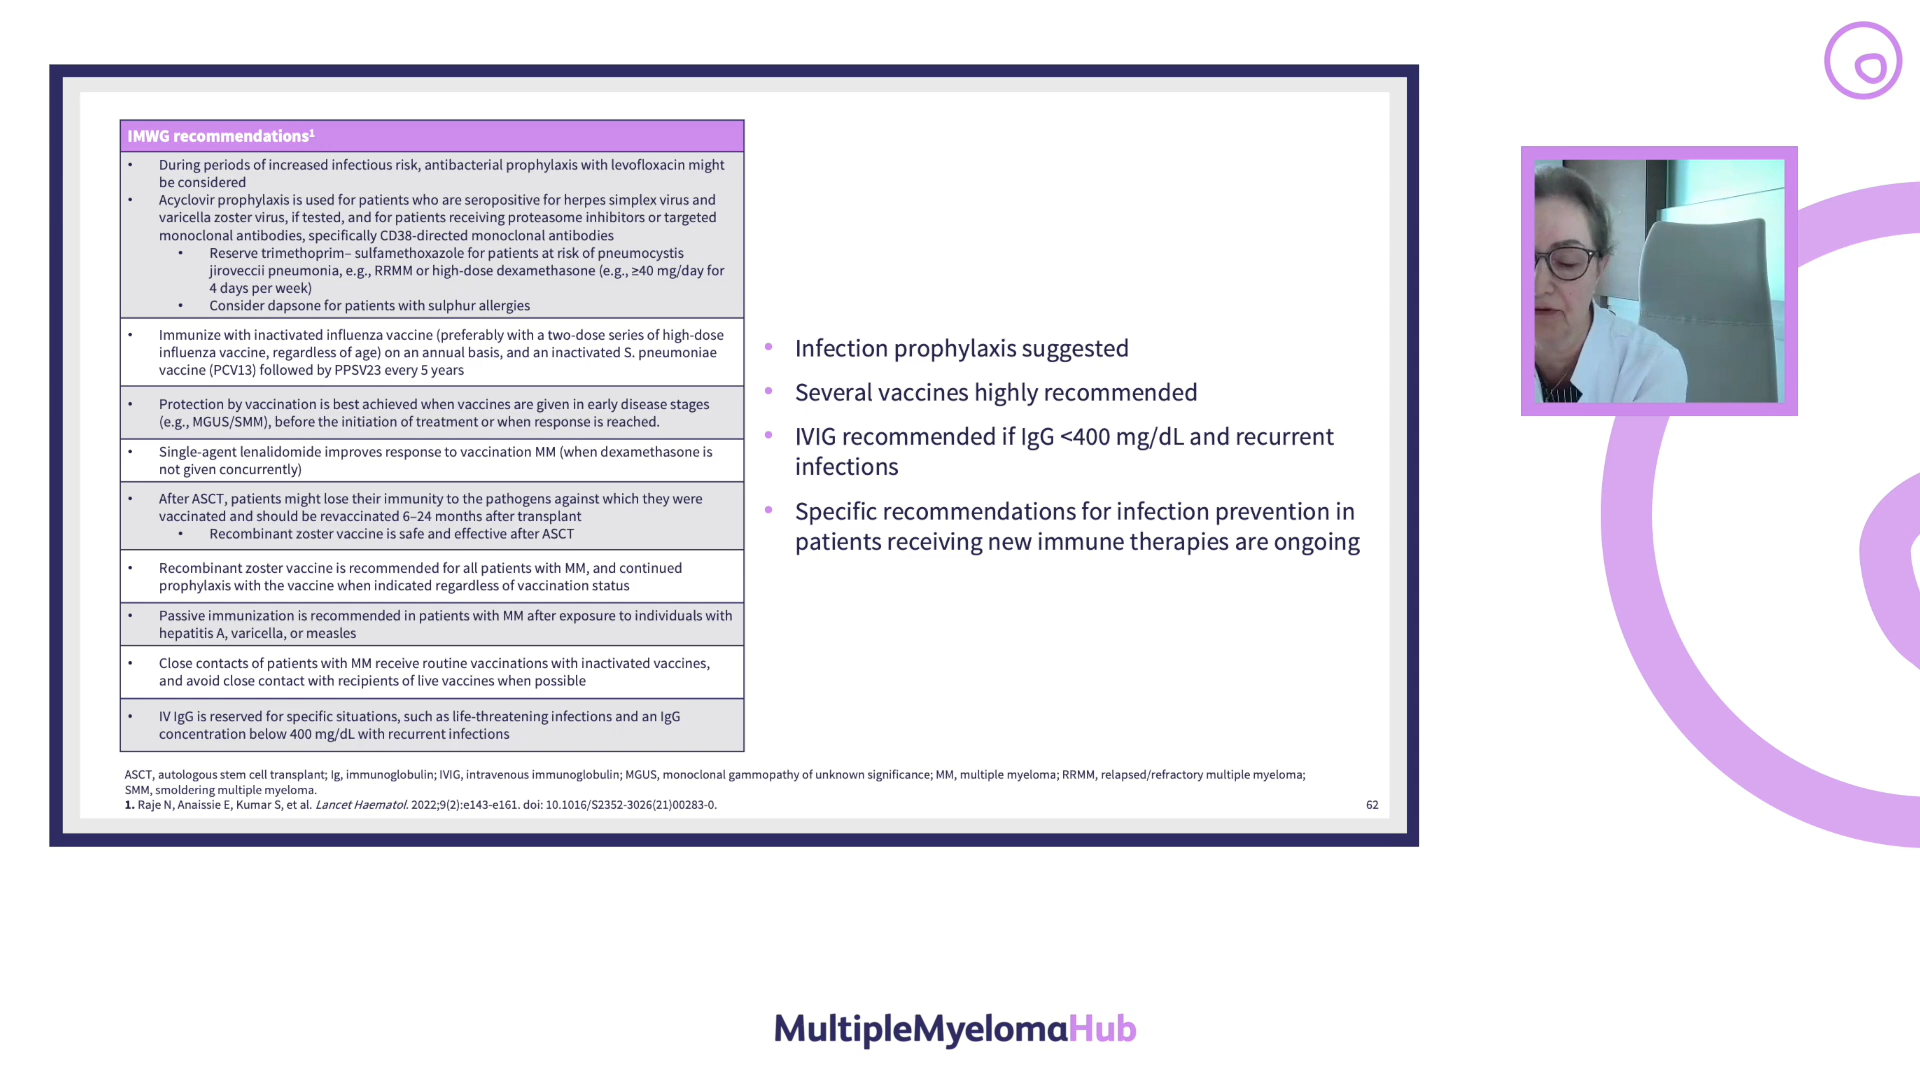 IMWG recommendations¹
• During periods of increased infectious risk, antibacterial prophylaxis with levofloxacin might
be considered
• Acyclovir prophylaxis is used for patients who are seropositive for herpes simplex virus and
varicella zoster virus, if tested, and for patients receiving proteasome inhibitors or targeted
monoclonal antibodies, specifically CD38-directed monoclonal antibodies
• Reserve trimethoprim– sulfamethoxazole for patients at risk of pneumocystis
jiroveccii pneumonia, e.g., RRMM or high-dose dexamethasone (e.g., ≥40 mg/day for
4 days per week)
• Consider dapsone for patients with sulphur allergies
• Immunize with inactivated influenza vaccine (preferably with a two-dose series of high-dose
influenza vaccine, regardless of age) on an annual basis, and an inactivated S. pneumoniae
vaccine (PCV13) followed by PPSV23 every 5 years
• Protection by vaccination is best achieved when vaccines are given in early disease stages
(e.g., MGUS/SMM), before the initiation of treatment or when response is reached.
• Single-agent lenalidomide improves response to vaccination MM (when dexamethasone is
not given concurrently)
• After ASCT, patients might lose their immunity to the pathogens against which they were
vaccinated and should be revaccinated 6–24 months after transplant
• Recombinant zoster vaccine is safe and effective after ASCT
• Recombinant zoster vaccine is recommended for all patients with MM, and continued
prophylaxis with the vaccine when indicated regardless of vaccination status
• Passive immunization is recommended in patients with MM after exposure to individuals with
hepatitis A, varicella, or measles
• Close contacts of patients with MM receive routine vaccinations with inactivated vaccines,
and avoid close contact with recipients of live vaccines when possible
• IV IgG is reserved for specific situations, such as life-threatening infections and an IgG
concentration below 400 mg/dL with recurrent infections
• Infection prophylaxis suggested
• Several vaccines highly recommended
• IVIG recommended if IgG <400 mg/dL and recurrent
infections
• Specific recommendations for infection prevention in
patients receiving new immune therapies are ongoing
ASCT, autologous stem cell transplant; Ig, immunoglobulin; IVIG, intravenous immunoglobulin; MGUS, monoclonal gammopathy of unknown significance; MM, multiple myeloma; RRMM, relapsed/refractory multiple myeloma;
SMM, smoldering multiple myeloma.
1. Raje N, Anaissie E, Kumar S, et al. Lancet Haematol. 2022;9(2):e143-e161. doi: 10.1016/S2352-3026(21)00283-0.
62
MultipleMyelomaHub